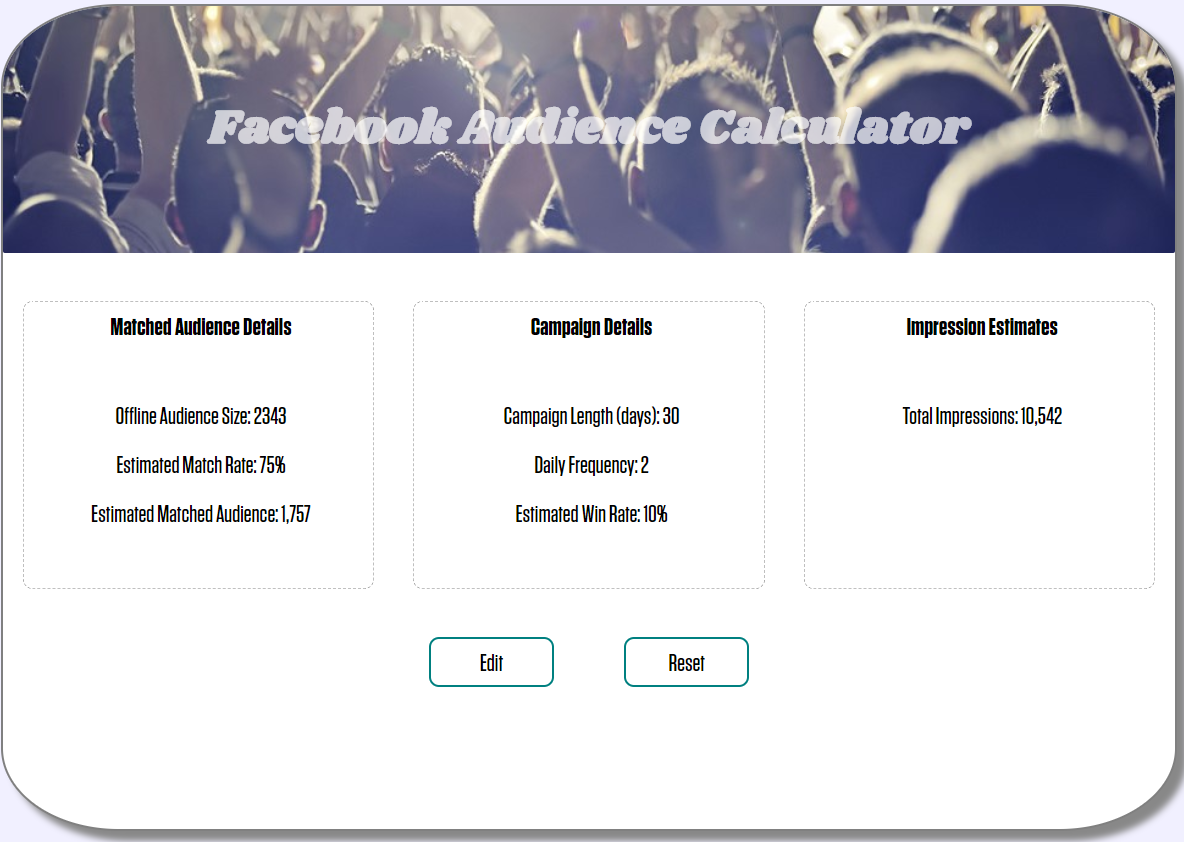 Facebook Audience Calculator
Matched Audience Details
Offline Audience Size: 2343
Estimated Match Rate: 75%
Estimated Matched Audience: 1,757
Campaign Details
Campaign Length (days): 30
Daily Frequency: 2
Estimated Win Rate: 10%
Impression Estimates
Total Impressions: 10,542
Edit
Reset